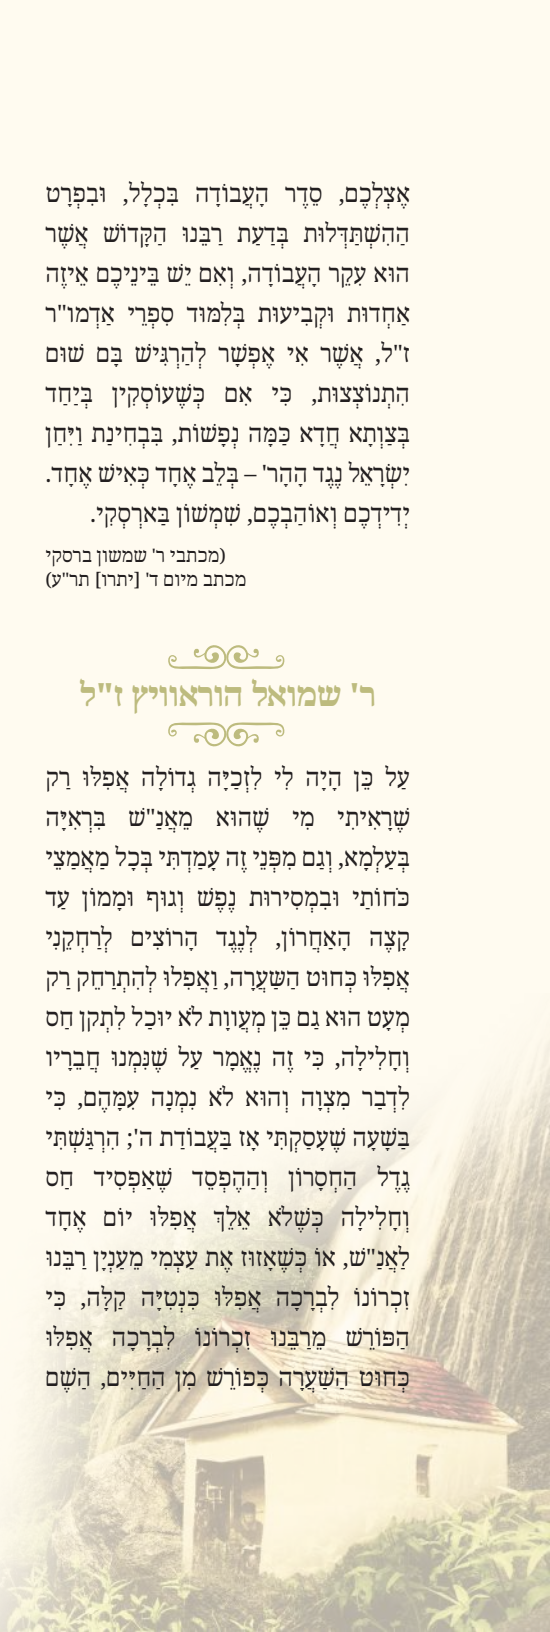 אֶצְלְכֶם, סֵדֶר הָעֲבוֹדָה בִּכְלָל, וּבִפְרָט
הַהִשְׁתַּדְּלוּת בְּדַעַת רַבֵּנוּ הַקָּדוֹשׁ אֲשֶׁר
הוּא עִקַּר הָעֲבוֹדָה, וְאִם יֵשׁ בֵּינֵיכֶם אֵיזֶה
אַחְדוּת וּקְבִיעוּת בְּלִמּוּד סִפְרֵי אַדְמוּ"ר
ז"ל, אֲשֶׁר אִי אֶפְשָׁר לְהַרְגִּישׁ בָּם שׁוּם
הִתְנוֹצְצוּת, כִּי אִם כְּשֶׁעוֹסְקִין בְּיַחַד
בְּצַוְתָא חֲדָא כַּמָּה נְפָשׁוֹת, בִּבְחִינַת וַיִּחַן
יִשְׂרָאֵל נֶגֶד הָהָר' – בְּלֵב אֶחָד כְּאִישׁ אֶחָד.
יְדִידְכֶם וְאוֹהַבְכֶם, שִׁמְשׁוֹן בַּארְסְקִי.
(מכתבי ר' שמשון ברסקי
מכתב מיום ד' [יתרו] תר"ע)
ר' שמואל הוראוויץ ז"ל
עַל כֵּן הָיָה לִי לִזְכִיָּה גְדוֹלָה אֲפִלּוּ רַק
שֶׁרָאִיתִי מִי שֶׁהוּא מֵאֲנַ"שׁ בִּרְאִיָּה
בְּעַלְמָא, וְגַם מִפְּנֵי זֶה עָמַדְתִּי בְּכָל מַאֲמַצֵּי
כֹּחוֹתַי וּבִמְסִירוּת נֶפֶשׁ וְגוּף וּמָמוֹן עַד
קָצֶה הָאַחֲרוֹן, לְנֶגֶד הָרוֹצִים לְרַחְקֵנִי
אֲפִלּוּ כְּחוּט הַשַּׂעֲרָה, וַאֲפִלוּ לְהִתְרַחֵק רַק
מְעָט הוּא גַם כֵּן מְעֻוּוָת לֹא יוּכַל לִתְקן חַס
וְחָלִילָה, כִּי זֶה נֶאֱמָר עַל שֶׁנִּמְנוּ חֲבֵרָיו
לִדְבַר מִצְוָה וְהוּא לֹא נִמְנָה עִמָּהֶם, כִּי
בַּשָּׁעָה שֶׁעָסַקְתִּי אָז בַּעֲבוֹדַת ה'; הִרְגַּשְׁתִּי
גֻדֶל הַחִסָּרוֹן וְהַהֶפְסֵד שֶׁאַפְסִיד חַס
וְחָלִילָה כְּשֶׁלֹּא אֵלֵךְ אֲפִלּוּ יוֹם אֶחָד
לַאֲנַ"שׁ, אוֹ כְּשֶׁאָזוּז אֶת עַצְמִי מֵעִנְיַן רַבֵּנוּ
זִכְרוֹנוֹ לִבְרָכָה אֲפִלּוּ כִּנְטִיָּה קַלָּה, כִּי
הַפּוֹרֵשׁ מֵרַבֵּנוּ זִכְרוֹנוֹ לִבְרָכָה אֲפִלּוּ
כְּחוּט הַשַּׂעֲרָה כְּפוֹרֵשׁ מִן הַחַיִּים, הַשֵּׁם